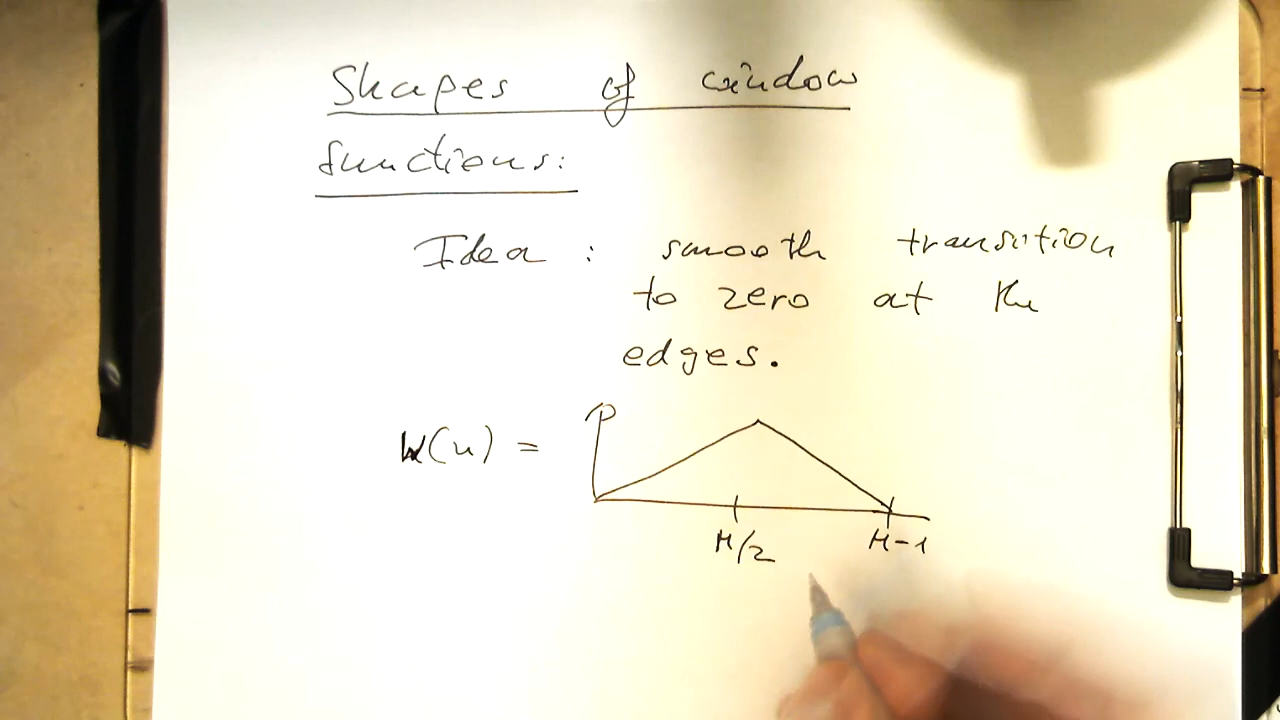 Shapes of window
functions:
Idea : smooth transition
to zero at the
edges.
w(n) =
M/2 M-1